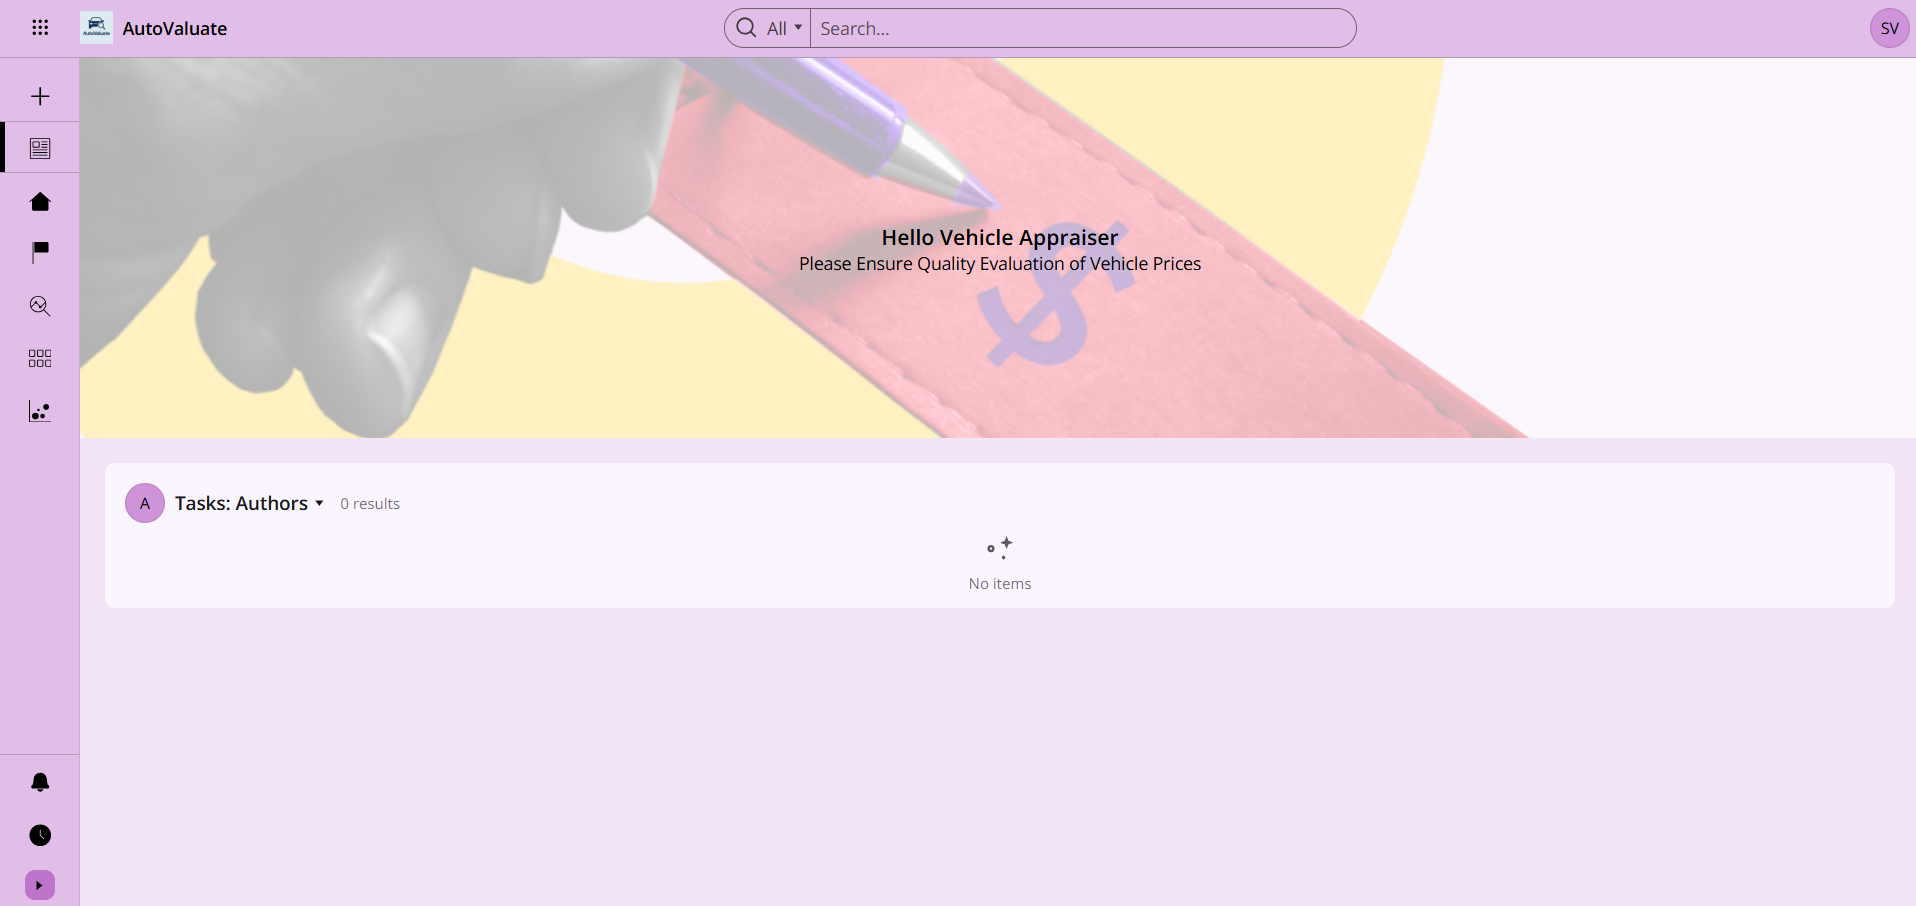 AutoValuate
AutoValuate
All
Search...
SV
Hello Vehicle Appraiser
Please Ensure Quality Evaluation of Vehicle Prices
$
A
Tasks: Authors
0 results
No items